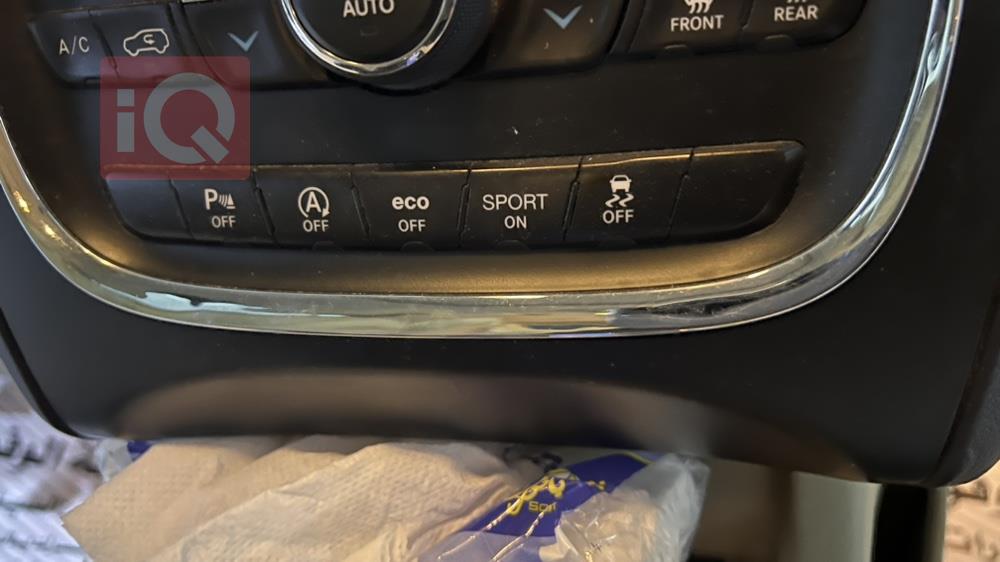 AUTO
A/C
FRONT
REAR
iQ
P OFF
A OFF
eco OFF
SPORT ON
OFF